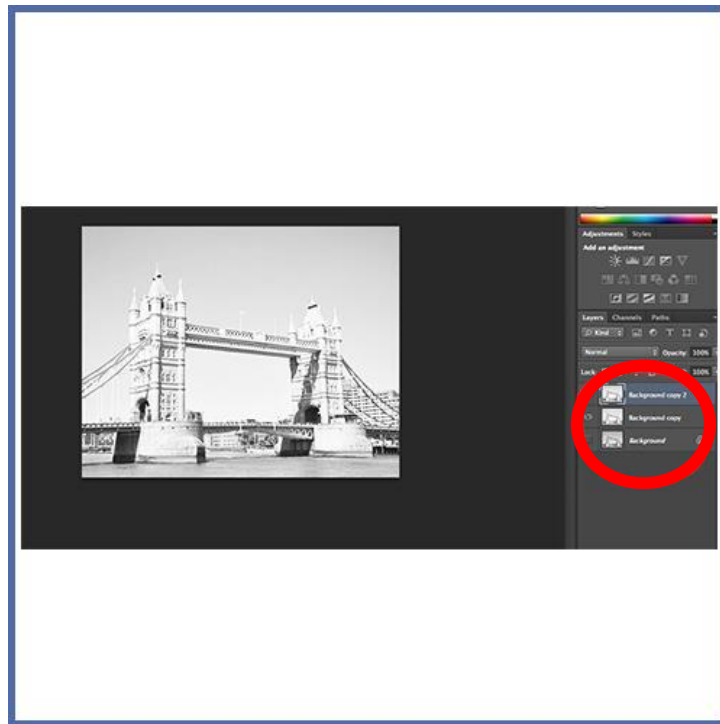 Adjustments Styles
Add an adjustment
Layers Channels Paths
Kind T
Normal Opacity: 100%
Lock: 100%
Background copy 2
Background copy
Background